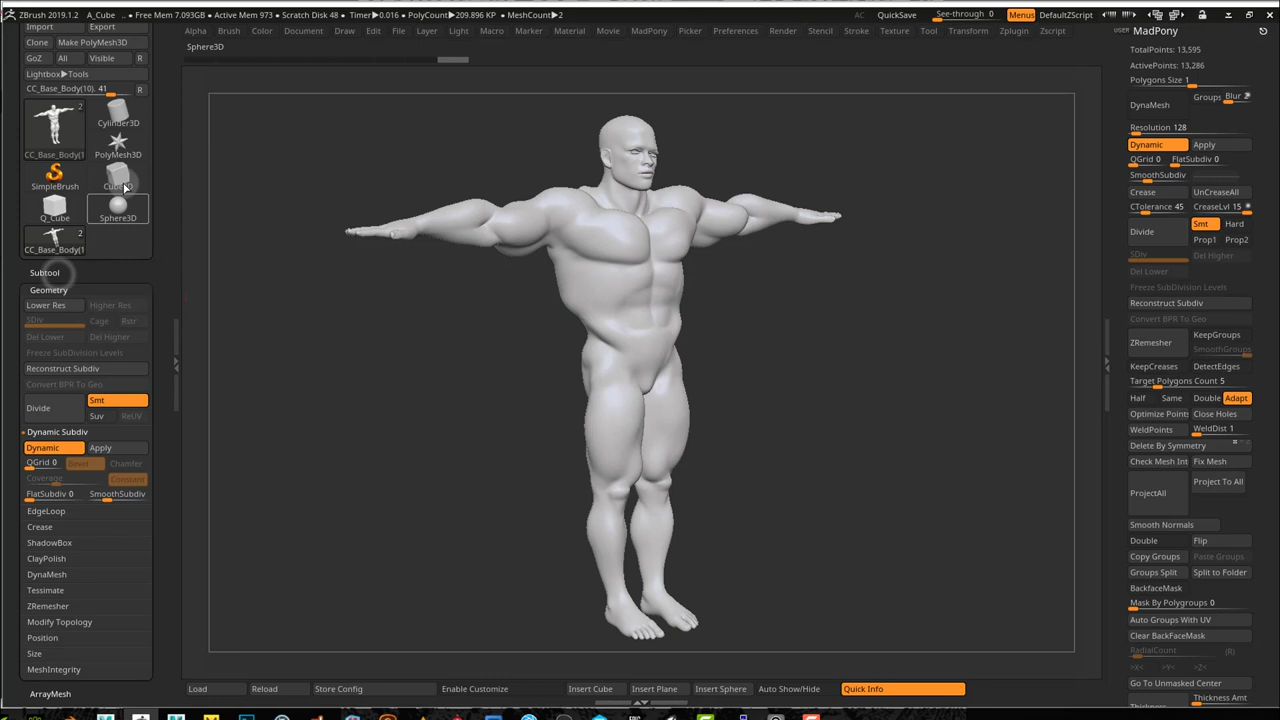 ZBrush 2019.1.2 A_Cube .. • Free Mem 7.093GB • Active Mem 973 • Scratch Disk 48 • Timer▶0.016 • PolyCount▶209.896 KP • MeshCount▶2
AC QuickSave See-through 0 Menus DefaultZScript
Alpha Brush Color Document Draw Edit File Layer Light Macro Marker Material Movie MadPony Picker Preferences Render Stencil Stroke Texture Tool Transform Zplugin Zscript
Sphere3D
Import Export
Clone Make PolyMesh3D
GoZ All Visible R
Lightbox▶Tools
CC_Base_Body(10). 41 R
2
Cylinder3D
CC_Base_Body(1 PolyMesh3D
SimpleBrush
Q_Cube Sphere3D
2
CC_Base_Body(1
Subtool
Geometry
Lower Res Higher Res
SDiv Cage Rstr
Del Lower Del Higher
Freeze SubDivision Levels
Reconstruct Subdiv
Convert BPR To Geo
Divide Smt
Suv ReUV
Dynamic Subdiv
Dynamic Apply
QGrid 0 Bevel Chamfer
Coverage Constant
FlatSubdiv 0 SmoothSubdiv
EdgeLoop
Crease
ShadowBox
ClayPolish
DynaMesh
Tessimate
ZRemesher
Modify Topology
Position
Size
MeshIntegrity
ArrayMesh
Load Reload Store Config Enable Customize Insert Cube Insert Plane Insert Sphere Auto Show/Hide Quick Info
USER MadPony
TotalPoints: 13,595
ActivePoints: 13,286
Polygons Size 1
DynaMesh Groups Blur 2
Resolution 128
Dynamic Apply
QGrid 0 FlatSubdiv 0
SmoothSubdiv
Crease UnCreaseAll
CTolerance 45 CreaseLvl 15
Divide Smt Hard
Prop1 Prop2
SDiv Del Higher
Del Lower
Freeze Subdivision Levels
Reconstruct Subdiv
Convert BPR To Geo
ZRemesher KeepGroups
SmoothGroups
KeepCreases DetectEdges
Target Polygons Count 5
Half Same Double Adapt
Optimize Points Close Holes
WeldPoints WeldDist 1
Delete By Symmetry
Check Mesh Int Fix Mesh
ProjectAll Project To All
Smooth Normals
Double Flip
Copy Groups Paste Groups
Groups Split Split to Folder
BackfaceMask
Mask By Polygroups 0
Auto Groups With UV
Clear BackFaceMask
RadialCount (R)
>X< >Y< >Z<
Go To Unmasked Center
Thickness Thickness Amt